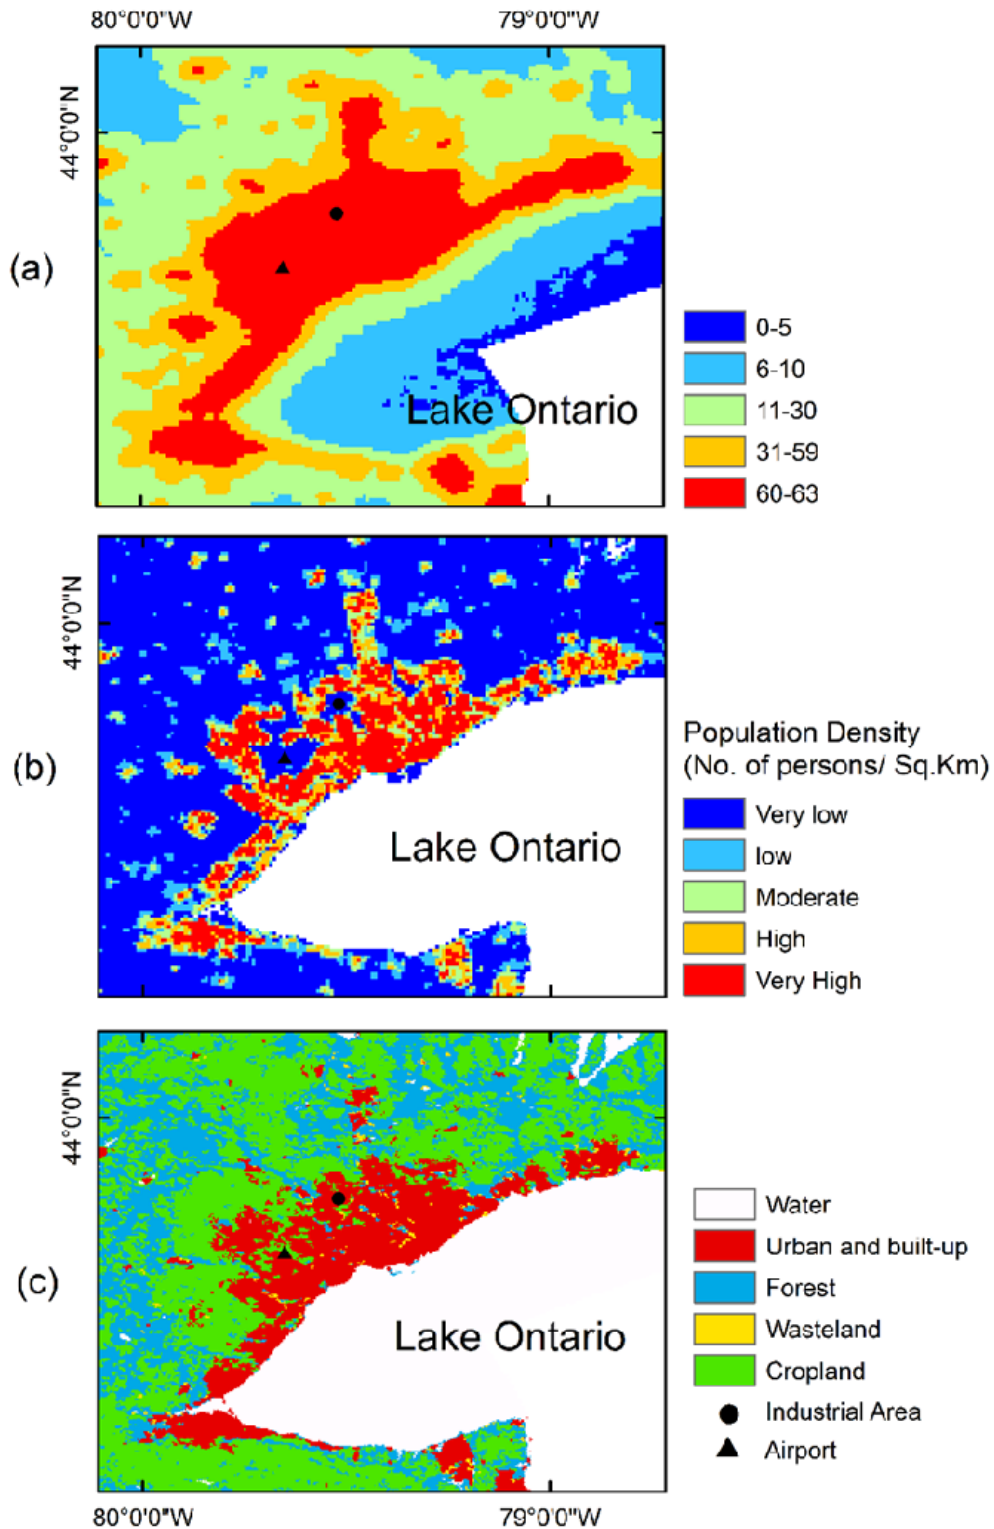 80°0'0"W 79°0'0"W
44°0'0"N
(a)
Lake Ontario
0-5
6-10
11-30
31-59
60-63
44°0'0"N
(b)
Lake Ontario
Population Density
(No. of persons/ Sq.Km)
Very low
low
Moderate
High
Very High
44°0'0"N
(c)
Lake Ontario
Water
Urban and built-up
Forest
Wasteland
Cropland
Industrial Area
Airport
80°0'0"W 79°0'0"W